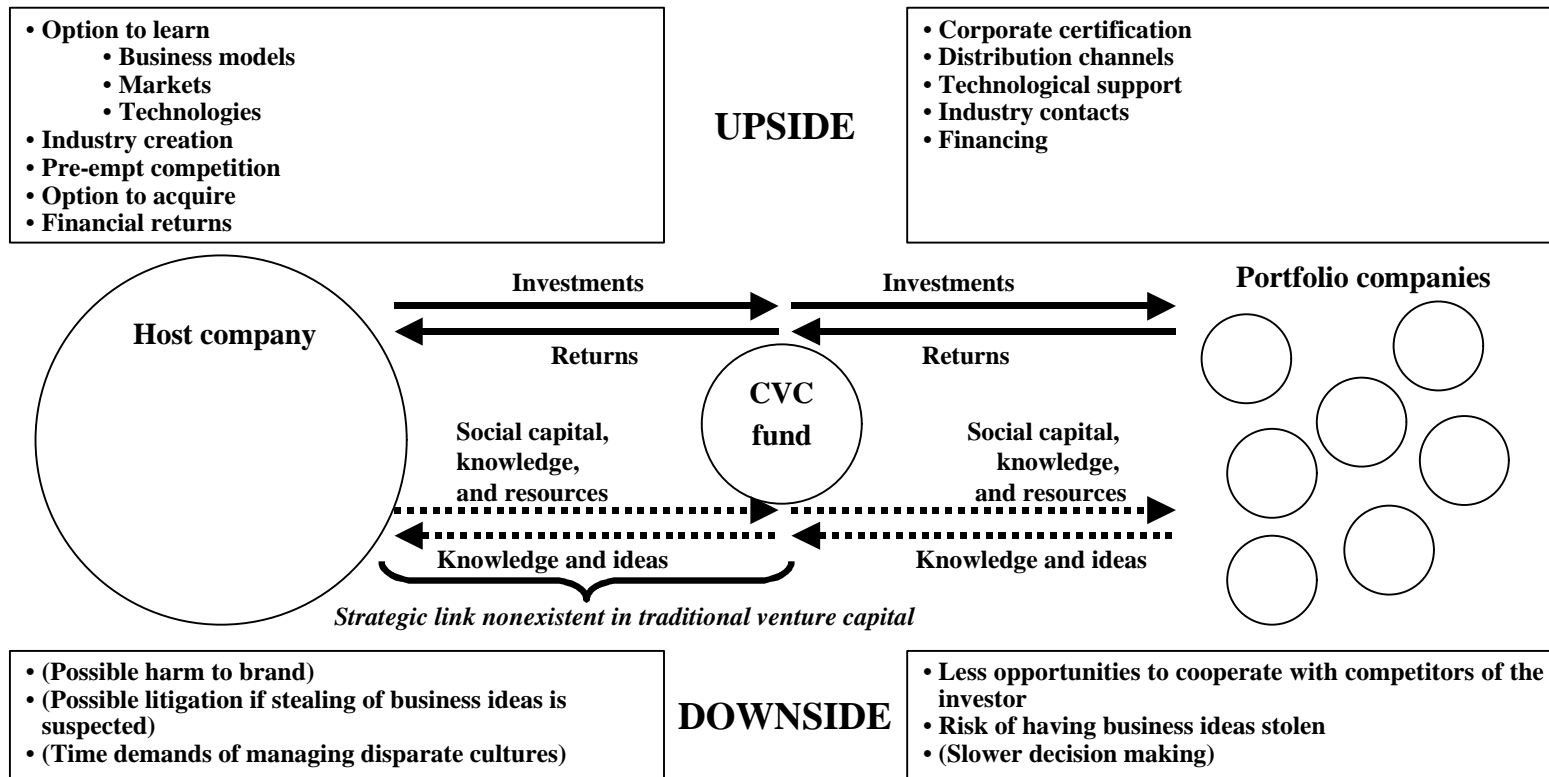 • Option to learn
• Business models
• Markets
• Technologies
• Industry creation
• Pre-empt competition
• Option to acquire
• Financial returns
UPSIDE
• Corporate certification
• Distribution channels
• Technological support
• Industry contacts
• Financing
Host company
Investments
Returns
Investments
Returns
Portfolio companies
CVC
fund
Social capital,
knowledge,
and resources
Knowledge and ideas
Social capital,
knowledge,
and resources
Knowledge and ideas
Strategic link nonexistent in traditional venture capital
• (Possible harm to brand)
• (Possible litigation if stealing of business ideas is
suspected)
• (Time demands of managing disparate cultures)
DOWNSIDE
• Less opportunities to cooperate with competitors of the
investor
• Risk of having business ideas stolen
• (Slower decision making)